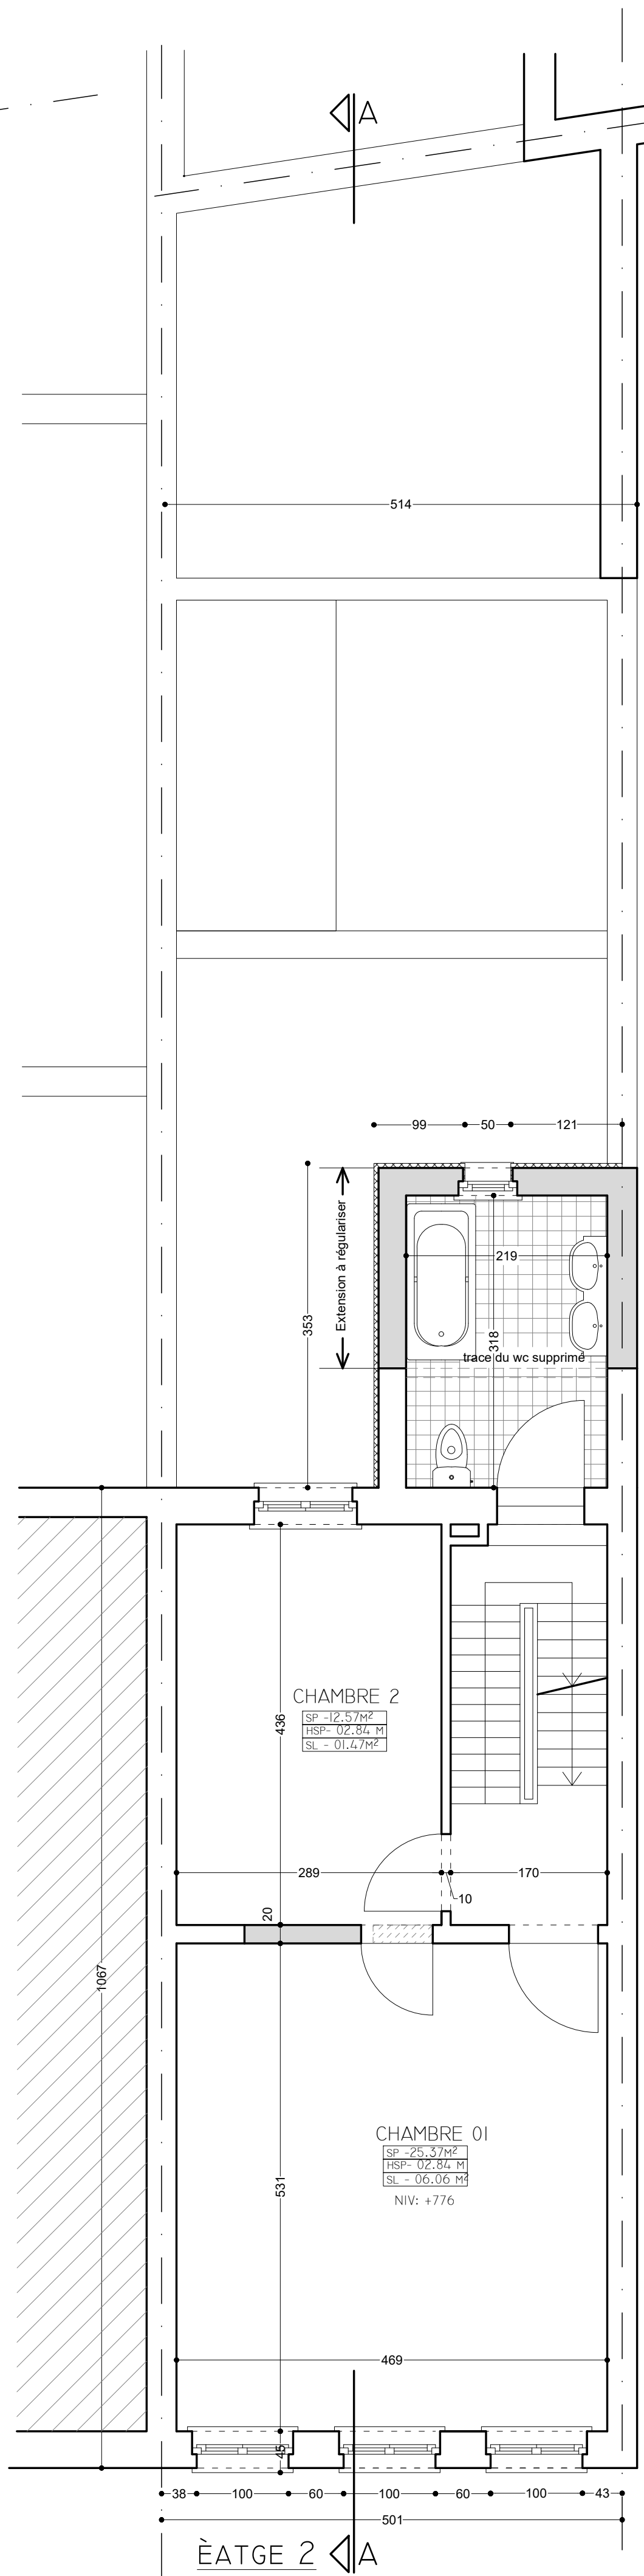 A
514
99
50
121
Extension à régulariser
353
219
318
trace du wc supprimé
CHAMBRE 2
SP -12.57M²
HSP- 02.84 M
SL - 01.47M²
436
289
170
10
20
1067
CHAMBRE 01
SP -25.37M²
HSP- 02.84 M
SL - 06.06 M²
NIV: +776
531
469
45
38
100
60
100
60
100
43
501
ÈATGE 2
A